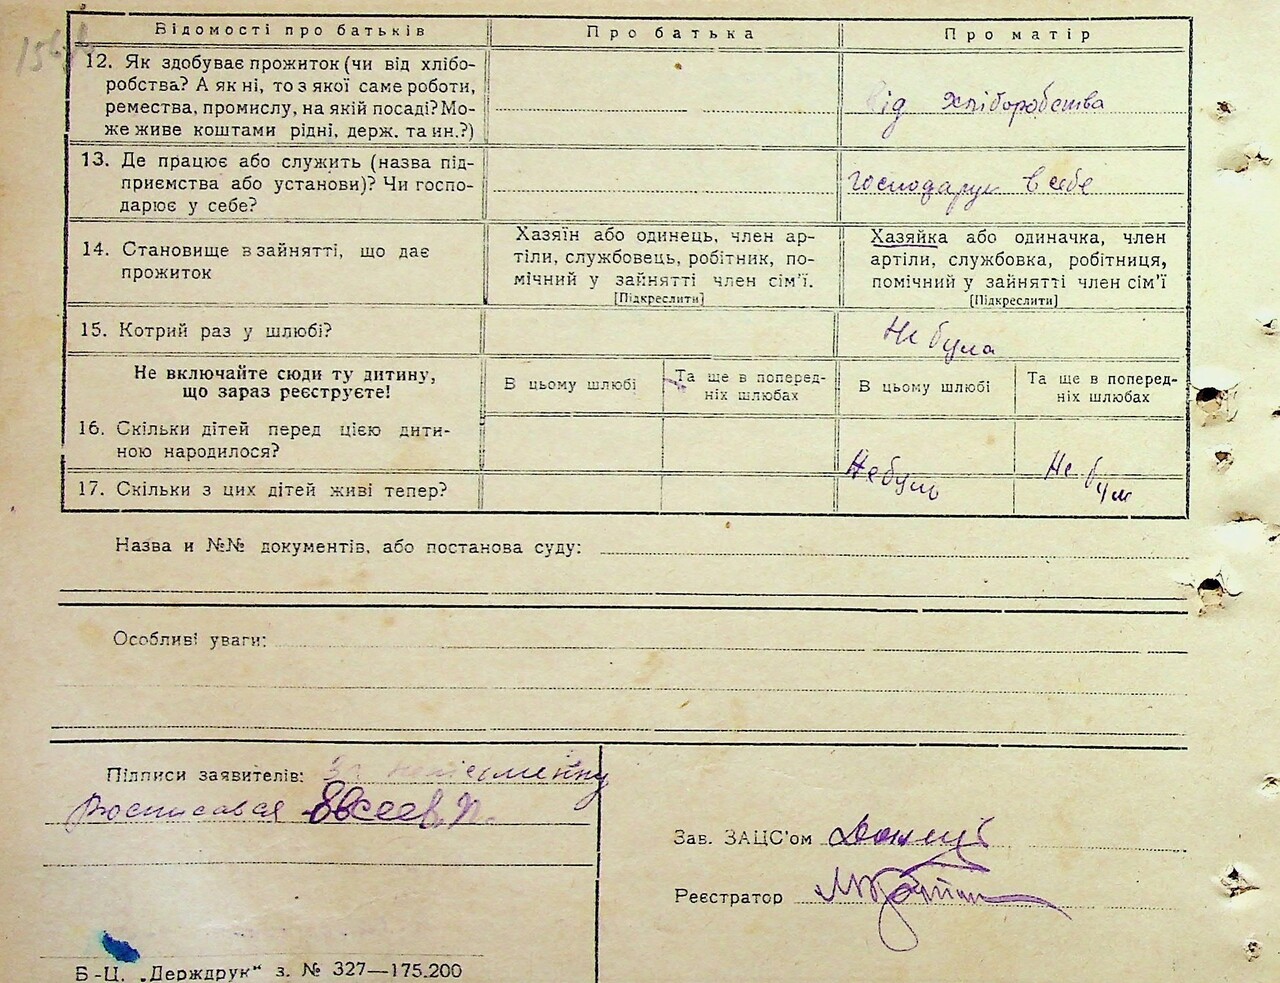 Відомості про батьків Про батька Про матір
12. Як здобуває прожиток (чи від хлібо-
робства? А як ні, то з якої саме роботи,
ремества, промислу, на якій посаді? Мо-
же живе коштами рідні, держ. та ин.?)
від хліборобства
13. Де працює або служить (назва під-
приємства або установи)? Чи госпо-
дарює у себе?
господарує в себе
14. Становище в зайнятті, що дає
прожиток
Хазяїн або одинець, член ар-
тіли, службовець, робітник, по-
мічний у зайнятті член сім'ї.
[Підкреслити]
Хазяйка або одиначка, член
артіли, службовка, робітниця,
помічний у зайнятті член сім'ї
[Підкреслити]
15. Котрий раз у шлюбі?
Не була
Не включайте сюди ту дитину,
що зараз реєструєте!
В цьому шлюбі
Та ще в поперед-
ніх шлюбах
В цьому шлюбі
Та ще в поперед-
ніх шлюбах
16. Скільки дітей перед цією дити-
ною народилося?
17. Скільки з цих дітей живі тепер?
Не Не
Назва и №№ документів, або постанова суду:
Особливі уваги:
Підписи заявителів:
Росписався Євсеев.
Зав. ЗАЦС'ом
Реєстратор
Б-Ц. „Держдрук“ з. № 327—175.200